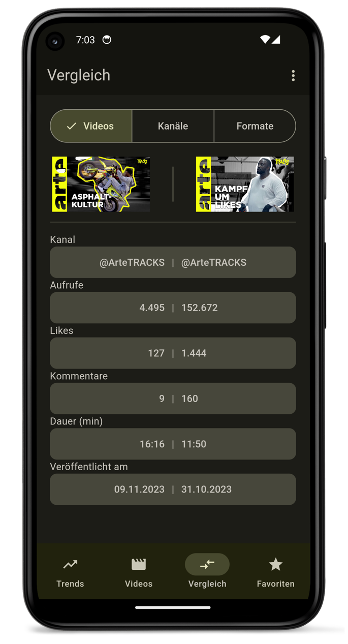 7:03
Vergleich
Videos Kanäle Formate
arte ASPHALT- KULTUR
arte KAMPF UM LIKES
Kanal
@ArteTRACKS | @ArteTRACKS
Aufrufe
4.495 | 152.672
Likes
127 | 1.444
Kommentare
9 | 160
Dauer (min)
16:16 | 11:50
Veröffentlicht am
09.11.2023 | 31.10.2023
Trends Videos Vergleich Favoriten